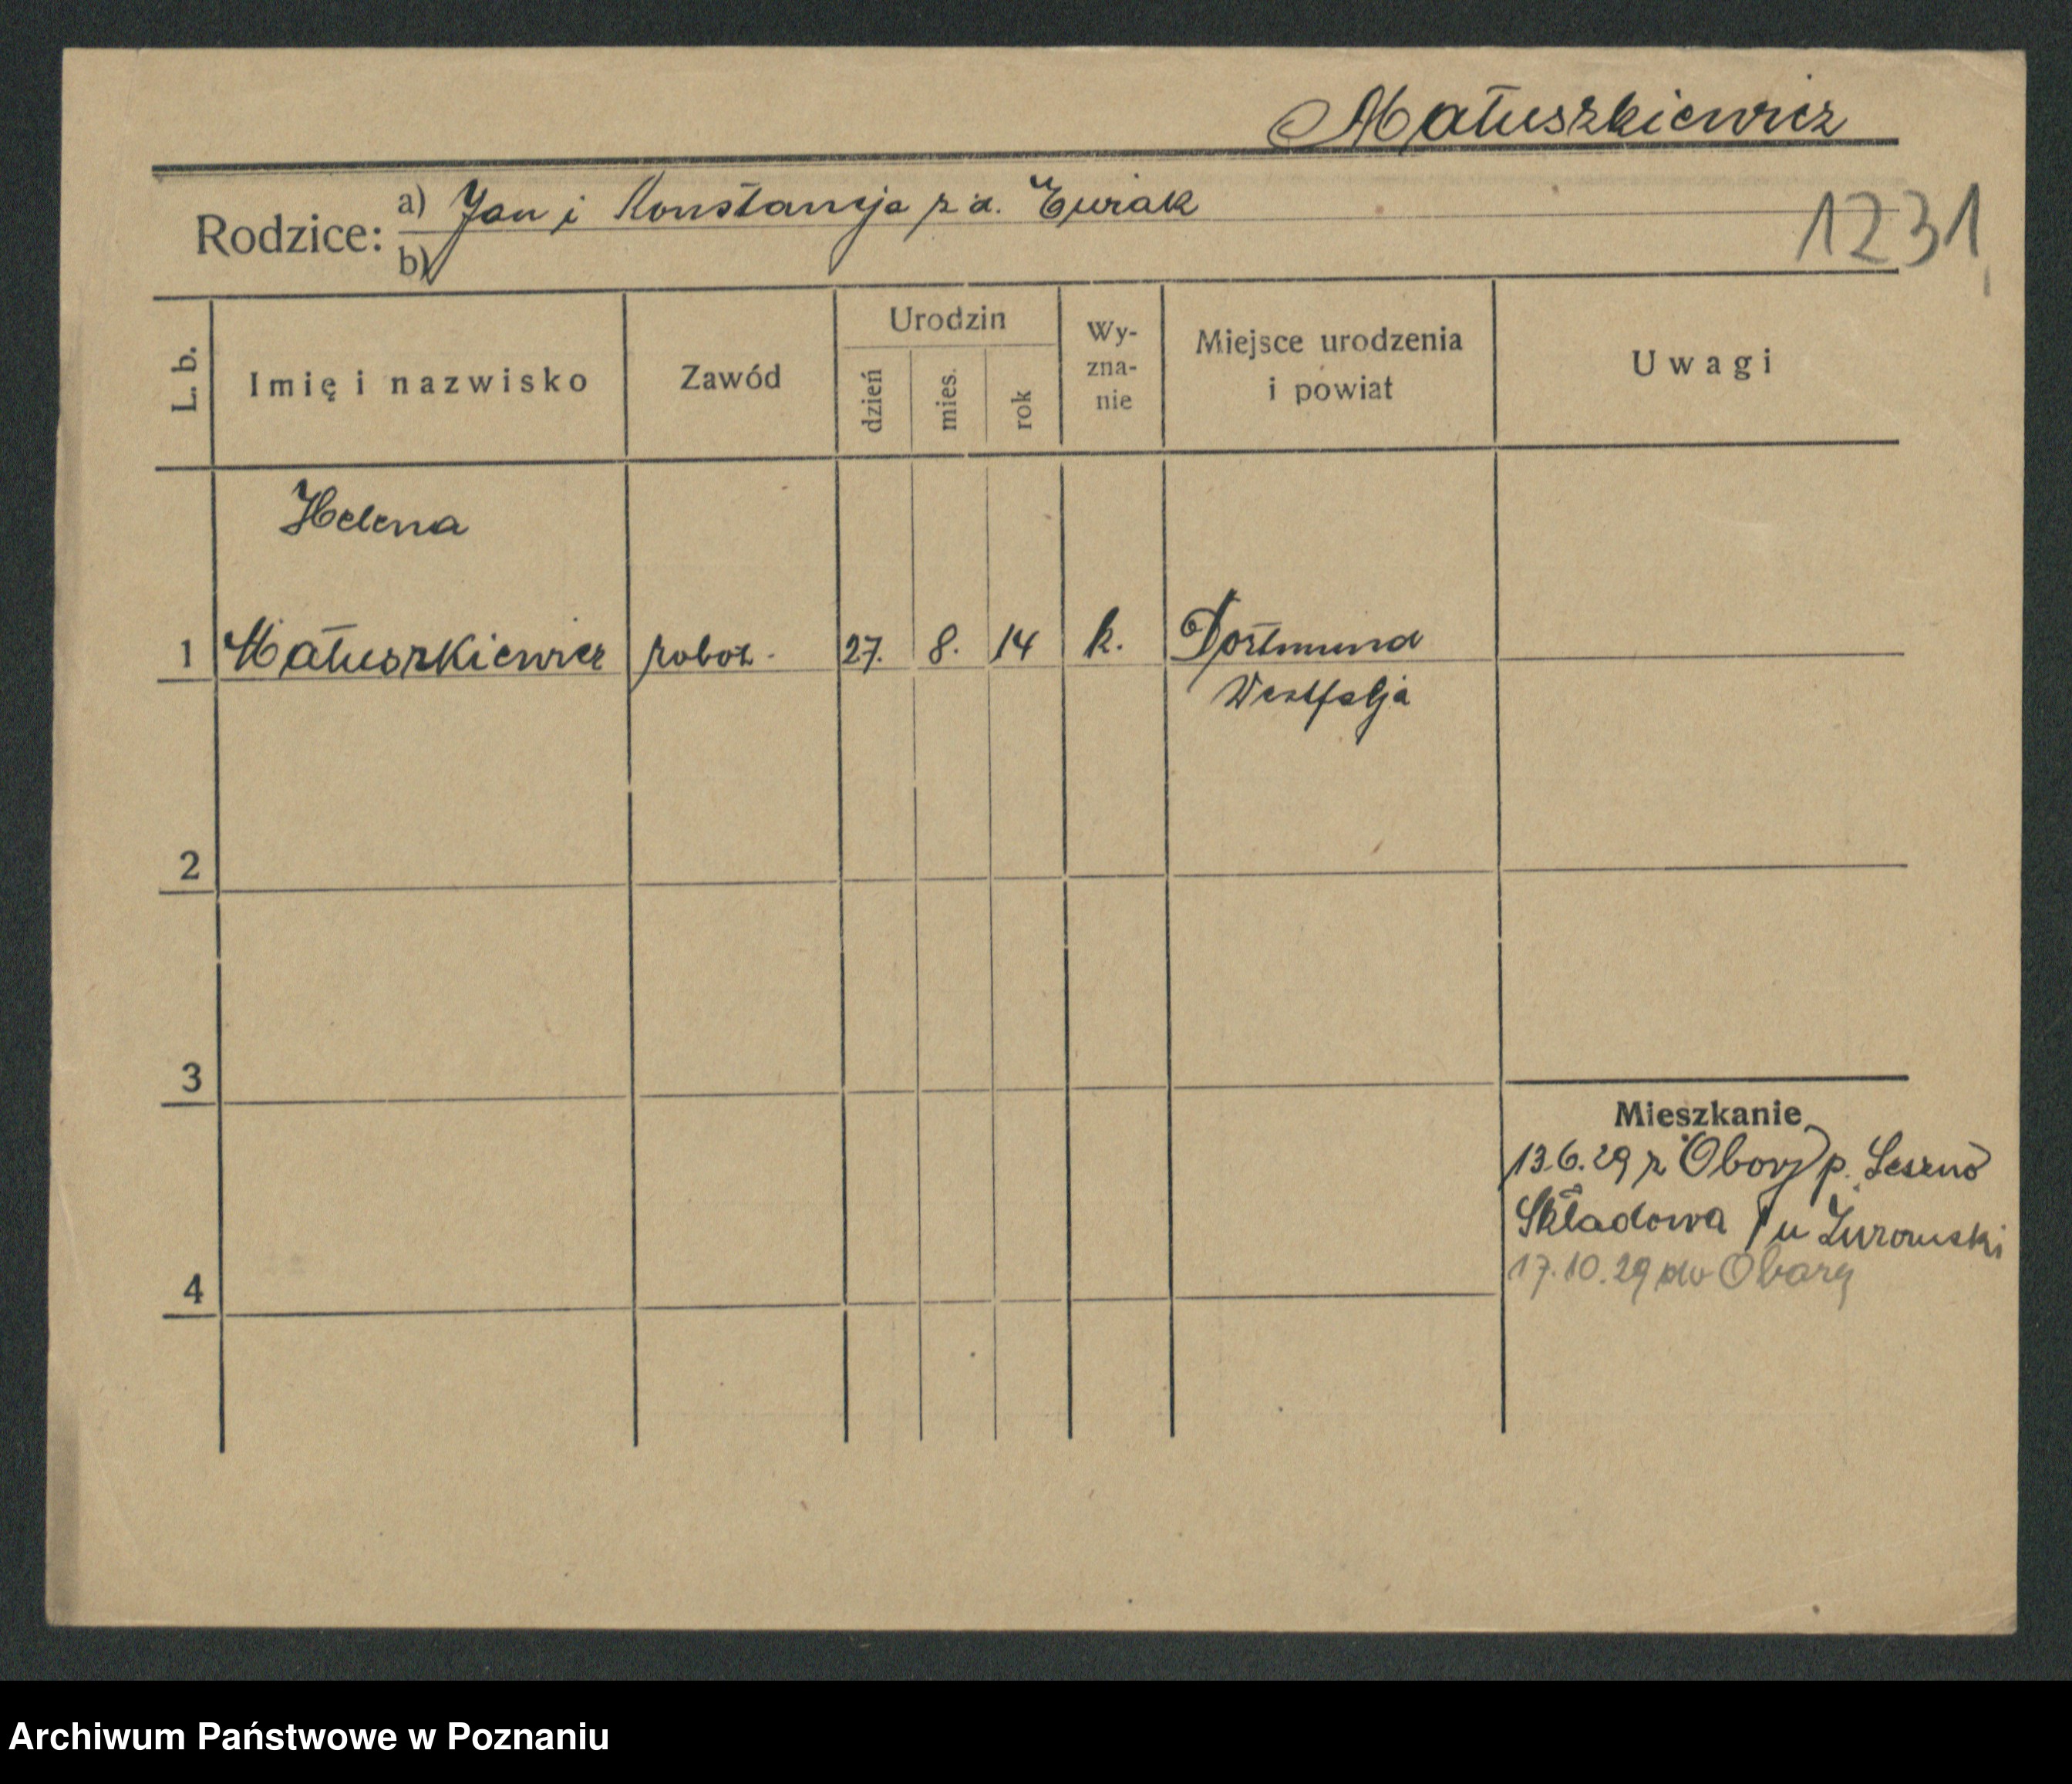 Matuszkiewicz
Rodzice: a) Jan i Konstancja z d.
b)
1231
L. b.
Imię i nazwisko
Zawód
Urodzin
dzień
mies.
rok
Wy-
zna-
nie
Miejsce urodzenia
i powiat
Uwagi
Helena
1 Matuszkiewicz robot. 27. 8. 14 k. Dortmund
Westfalja
2
3
Mieszkanie
13.6.29 z Obory p. Leszno
Składowa 1 u Żurowski
17.10.29 do Obory
4
Archiwum Państwowe w Poznaniu